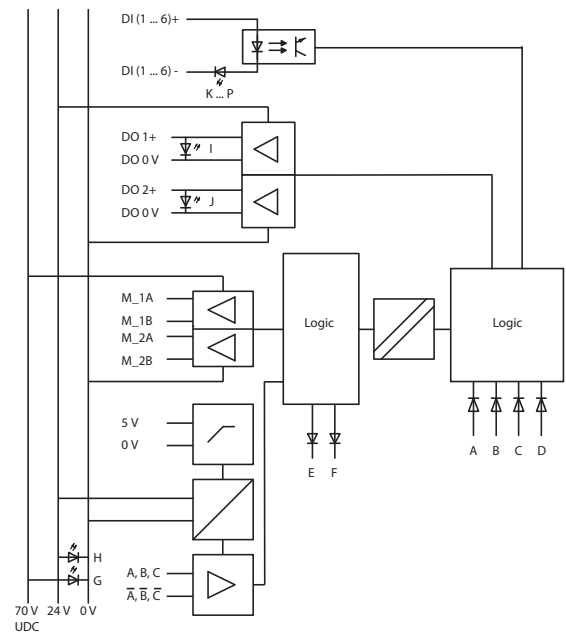 DI (1 ... 6)+
DI (1 ... 6) -
K ... P
DO 1+
I
DO 0 V
DO 2+
J
DO 0 V
M_1A
M_1B
M_2A
M_2B
Logic
Logic
A B C D
5 V
0 V
E F
H
G
A, B, C
A̅, B̅, C̅
70 V 24 V 0 V
UDC